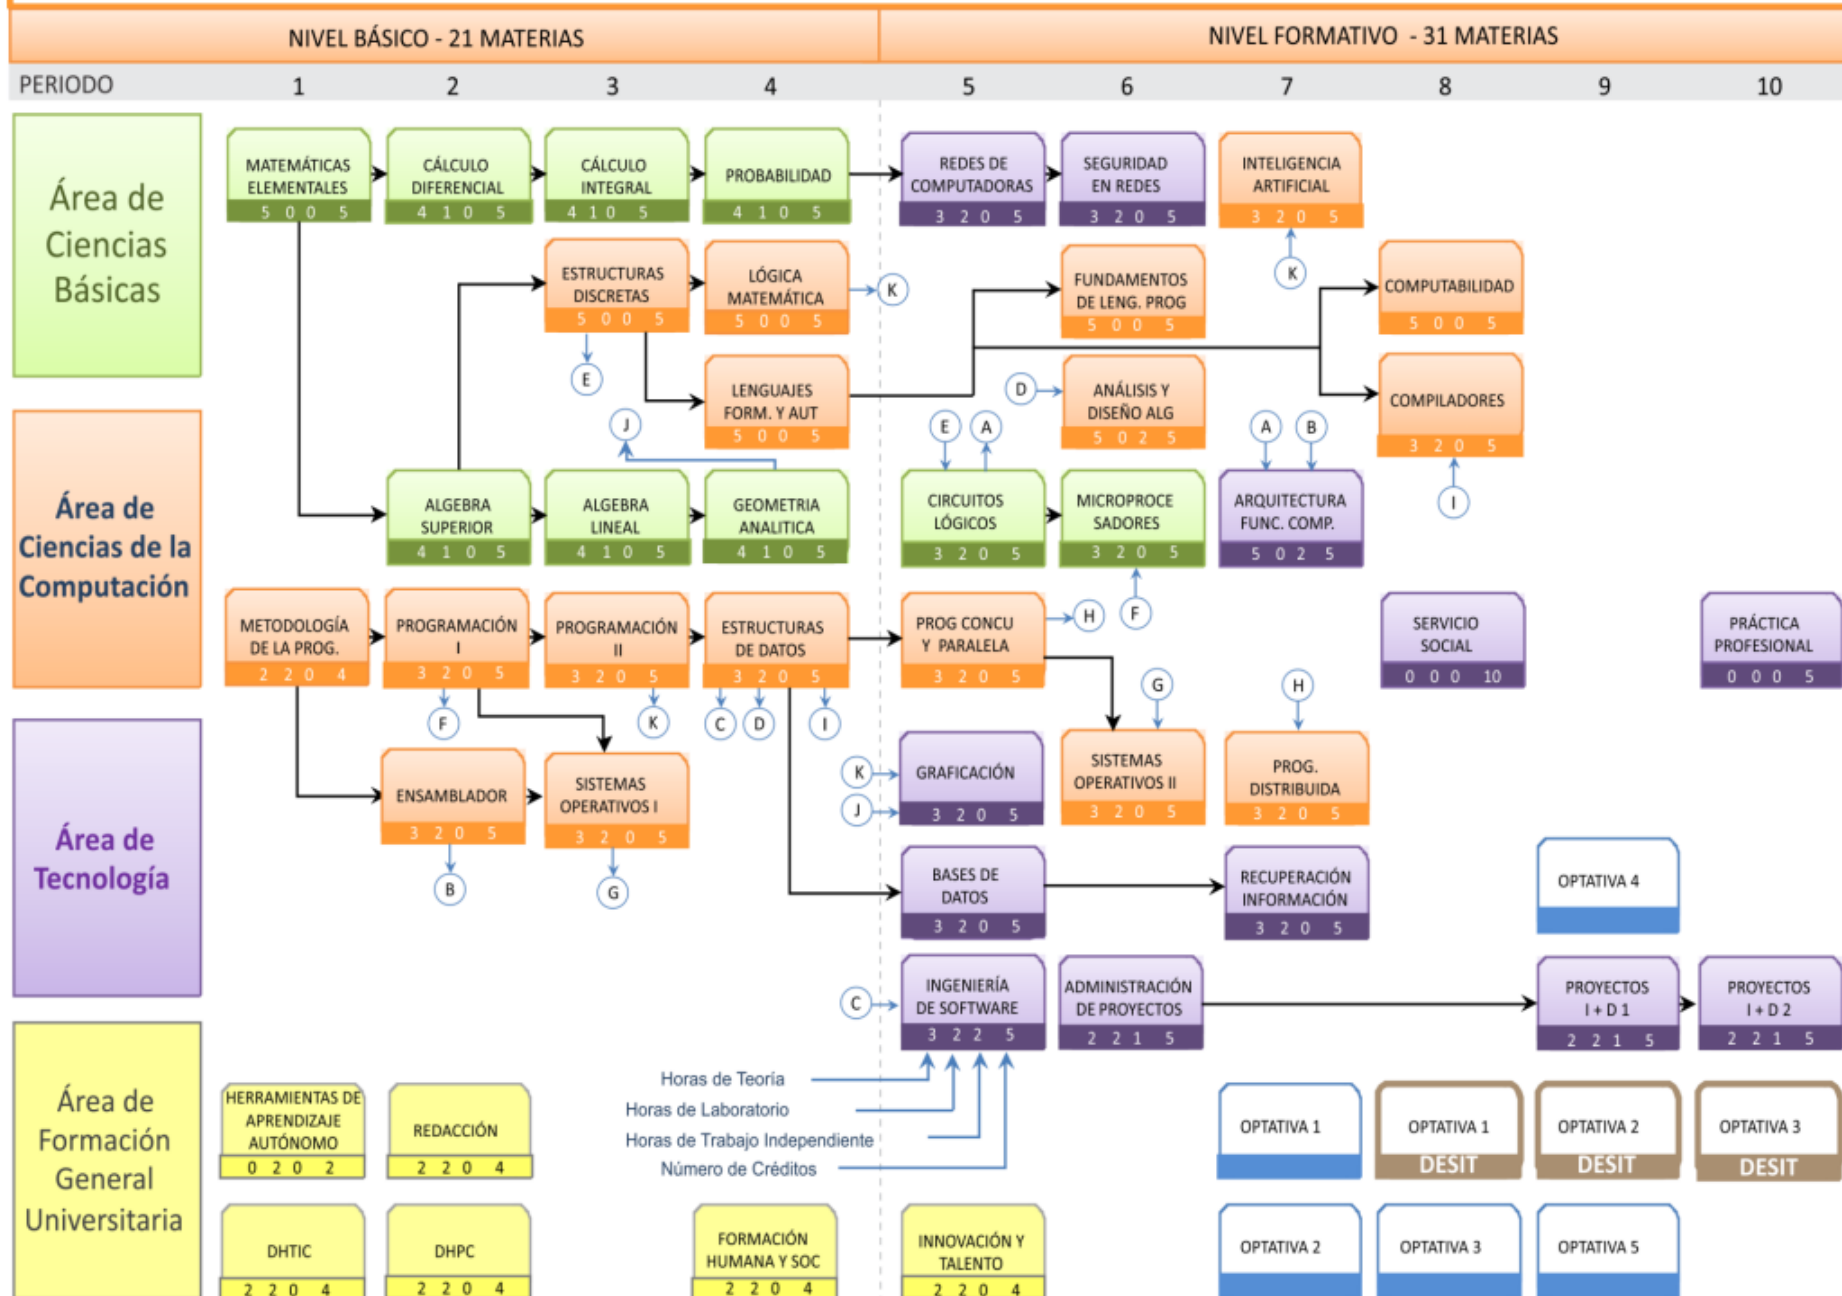 NIVEL BÁSICO - 21 MATERIAS
NIVEL FORMATIVO - 31 MATERIAS
PERIODO 1 2 3 4 5 6 7 8 9 10
Área de
Ciencias
Básicas
MATEMÁTICAS
ELEMENTALES
5 0 0 5
CÁLCULO
DIFERENCIAL
4 1 0 5
CÁLCULO
INTEGRAL
4 1 0 5
PROBABILIDAD
4 1 0 5
REDES DE
COMPUTADORAS
3 2 0 5
SEGURIDAD
EN REDES
3 2 0 5
INTELIGENCIA
ARTIFICIAL
3 2 0 5
K
ESTRUCTURAS
DISCRETAS
5 0 0 5
E
LÓGICA
MATEMÁTICA
5 0 0 5
K
FUNDAMENTOS
DE LENG. PROG
5 0 0 5
COMPUTABILIDAD
5 0 0 5
LENGUAJES
FORM. Y AUT
5 0 0 5
D
ANÁLISIS Y
DISEÑO ALG
5 0 2 5
COMPILADORES
3 2 0 5
I
Área de
Ciencias de la
Computación
J
E
A
A
B
ALGEBRA
SUPERIOR
4 1 0 5
ALGEBRA
LINEAL
4 1 0 5
GEOMETRIA
ANALITICA
4 1 0 5
CIRCUITOS
LÓGICOS
3 2 0 5
MICROPROCE
SADORES
3 2 0 5
F
ARQUITECTURA
FUNC. COMP.
5 0 2 5
METODOLOGÍA
DE LA PROG.
2 2 0 4
PROGRAMACIÓN
I
3 2 0 5
F
PROGRAMACIÓN
II
3 2 0 5
K
ESTRUCTURAS
DE DATOS
3 2 0 5
C
D
I
PROG CONCU
Y PARALELA
3 2 0 5
H
SERVICIO
SOCIAL
0 0 0 10
PRÁCTICA
PROFESIONAL
0 0 0 5
Área de
Tecnología
ENSAMBLADOR
3 2 0 5
B
SISTEMAS
OPERATIVOS I
3 2 0 5
G
K
J
GRAFICACIÓN
3 2 0 5
G
SISTEMAS
OPERATIVOS II
3 2 0 5
H
PROG.
DISTRIBUIDA
3 2 0 5
BASES DE
DATOS
3 2 0 5
RECUPERACIÓN
INFORMACIÓN
3 2 0 5
OPTATIVA 4
C
INGENIERÍA
DE SOFTWARE
3 2 2 5
ADMINISTRACIÓN
DE PROYECTOS
2 2 1 5
PROYECTOS
I + D 1
2 2 1 5
PROYECTOS
I + D 2
2 2 1 5
Horas de Teoría
Horas de Laboratorio
Horas de Trabajo Independiente
Número de Créditos
Área de
Formación
General
Universitaria
HERRAMIENTAS DE
APRENDIZAJE
AUTÓNOMO
0 2 0 2
REDACCIÓN
2 2 0 4
OPTATIVA 1
OPTATIVA 1
DESIT
OPTATIVA 2
DESIT
OPTATIVA 3
DESIT
DHTIC
2 2 0 4
DHPC
2 2 0 4
FORMACIÓN
HUMANA Y SOC
2 2 0 4
INNOVACIÓN Y
TALENTO
2 2 0 4
OPTATIVA 2
OPTATIVA 3
OPTATIVA 5